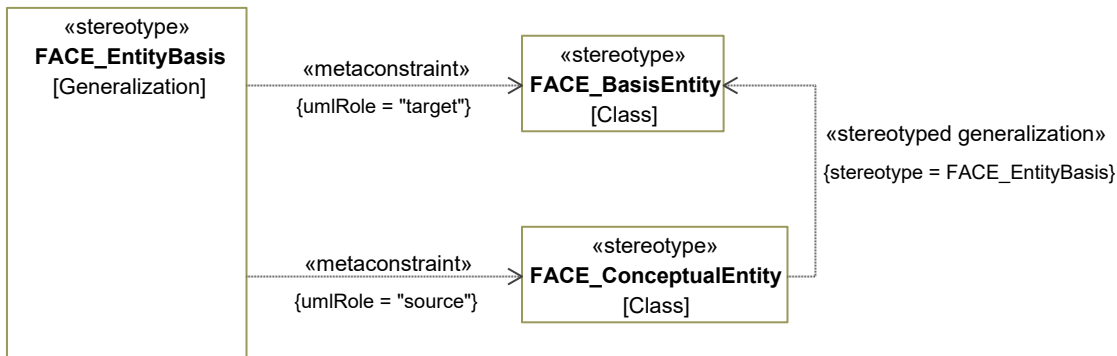 «stereotype»
FACE_EntityBasis
[Generalization]
«metaconstraint»
{umlRole = "target"}
«stereotype»
FACE_BasisEntity
[Class]
«stereotyped generalization»
{stereotype = FACE_EntityBasis}
«metaconstraint»
{umlRole = "source"}
«stereotype»
FACE_ConceptualEntity
[Class]